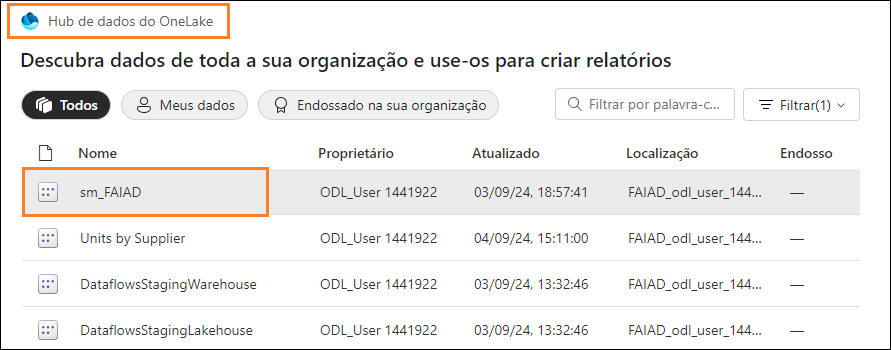 Hub de dados do OneLake
Descubra dados de toda a sua organização e use-os para criar relatórios
Todos Meus dados Endossado na sua organização Filtrar por palavra-c... Filtrar(1)
Nome Proprietário Atualizado Localização Endosso
sm_FAIAD ODL_User 1441922 03/09/24, 18:57:41 FAIAD_odl_user_144... —
Units by Supplier ODL_User 1441922 04/09/24, 15:11:00 FAIAD_odl_user_144... —
DataflowsStagingWarehouse ODL_User 1441922 03/09/24, 13:32:46 FAIAD_odl_user_144... —
DataflowsStagingLakehouse ODL_User 1441922 03/09/24, 13:32:46 FAIAD_odl_user_144... —